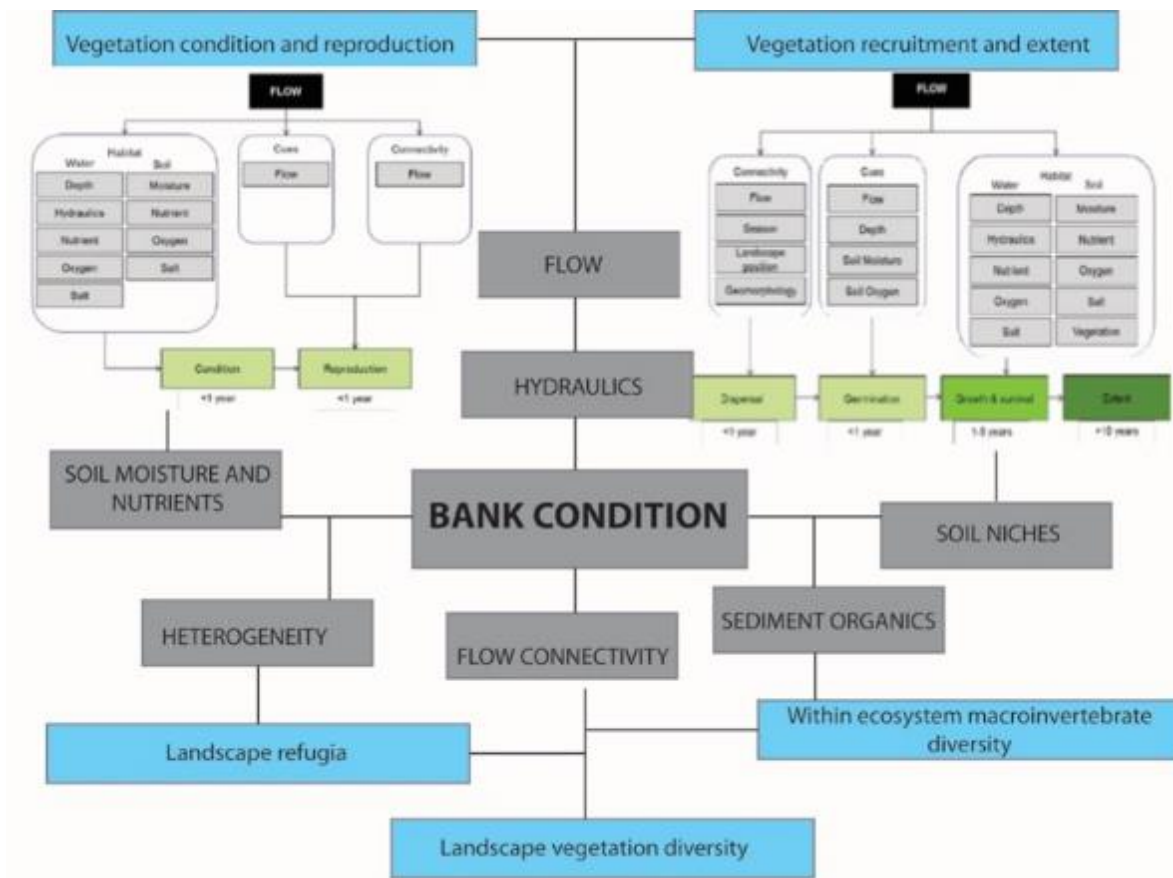 Vegetation condition and reproduction
Vegetation recruitment and extent
FLOW
Habitat
Water
Soil
Depth
Moisture
Hydraulics
Nutrient
Nutrient
Oxygen
Oxygen
Salt
Salt
Cues
Flow
Connectivity
Flow
Condition
<1 year
Reproduction
<1 year
FLOW
Connectivity
Flow
Season
Landscape
position
Geomorphology
Cues
Flow
Depth
Soil Moisture
Soil Oxygen
Habitat
Water
Soil
Depth
Moisture
Hydraulics
Nutrient
Nutrient
Oxygen
Oxygen
Salt
Salt
Vegetation
Dispersal
<1 year
Germination
<1 year
Growth & survival
years
Extent
years
FLOW
HYDRAULICS
SOIL MOISTURE AND
NUTRIENTS
BANK CONDITION
SOIL NICHES
HETEROGENEITY
FLOW CONNECTIVITY
SEDIMENT ORGANICS
Landscape refugia
Within ecosystem macroinvertebrate
diversity
Landscape vegetation diversity